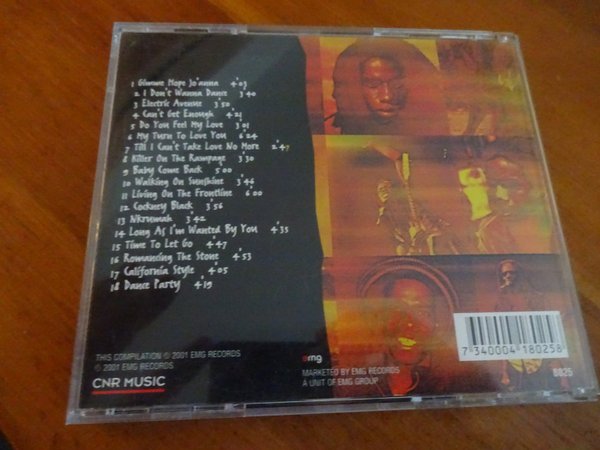 1 Gimme Hope Jo'anna 4'03
2 I Don't Wanna Dance 3'40
3 Electric Avenue 3'50
4 Can't Get Enough 4'21
5 Do You Feel My Love 3'01
6 My Turn To Love You 6'24
7 Till I Can't Take Love No More 2'47
8 Killer On The Rampage 3'30
9 Baby Come Back 5'00
10 Walking On Sunshine 3'46
11 Living On The Frontline 6'00
12 Cockney Black 3'56
13 Nkrumah 3'42
14 Long As I'm Wanted By You 4'35
15 Time To Let Go 4'47
16 Romancing The Stone 4'53
17 California Style 4'05
18 Dance Party 4'19
THIS COMPILATION ℗ 2001 EMG RECORDS
© 2001 EMG RECORDS
CNR MUSIC
emg
MARKETED BY EMG RECORDS
A UNIT OF EMG GROUP
7 340004 180258
8025